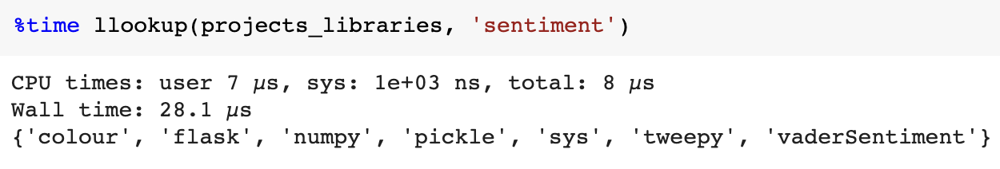 %time llookup(projects_libraries, 'sentiment')
CPU times: user 7 µs, sys: 1e+03 ns, total: 8 µs
Wall time: 28.1 µs
{'colour', 'flask', 'numpy', 'pickle', 'sys', 'tweepy', 'vaderSentiment'}